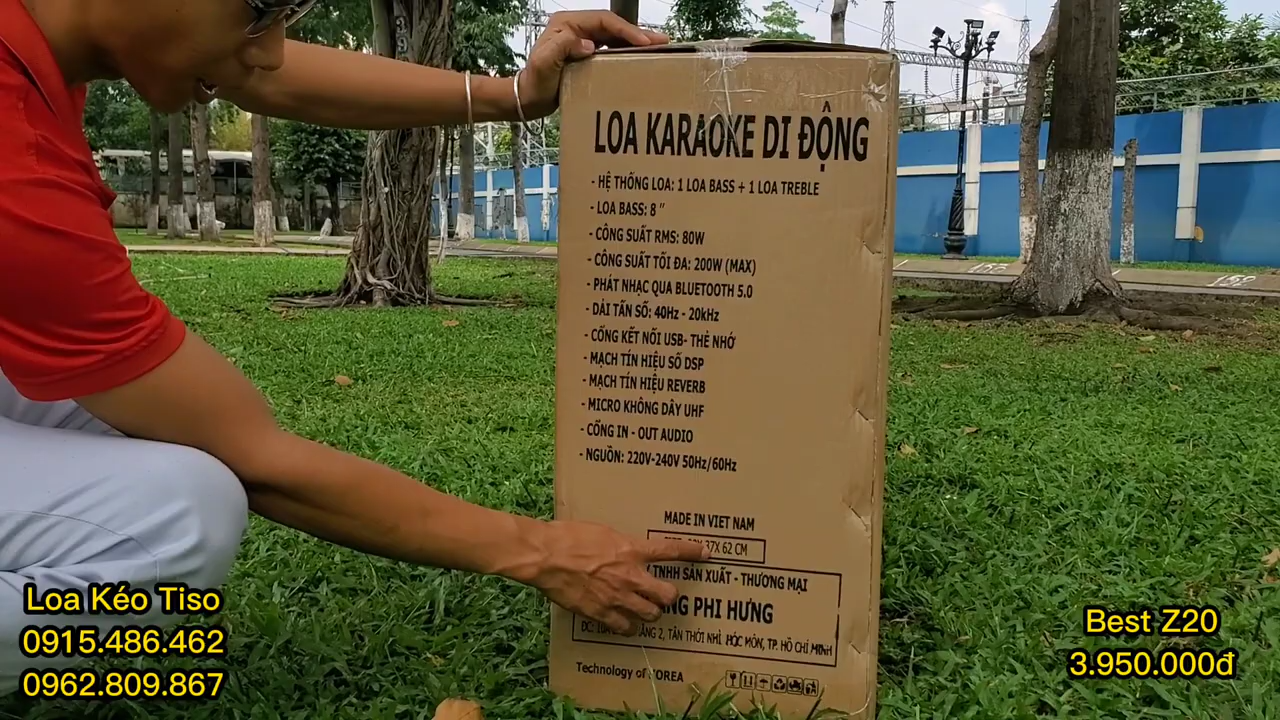 LOA KARAOKE DI ĐỘNG
- HỆ THỐNG LOA: 1 LOA BASS + 1 LOA TREBLE
- LOA BASS: 8 "
- CÔNG SUẤT RMS: 80W
- CÔNG SUẤT TỐI ĐA: 200W (MAX)
- PHÁT NHẠC QUA BLUETOOTH 5.0
- DẢI TẤN SỐ: 40Hz - 20kHz
- CỔNG KẾT NỐI USB- THẺ NHỚ
- MẠCH TÍN HIỆU SỐ DSP
- MẠCH TÍN HIỆU REVERB
- MICRO KHÔNG DÂY UHF
- CỔNG IN - OUT AUDIO
- NGUỒN: 220V-240V 50Hz/60Hz
MADE IN VIET NAM
37X 62 CM
TNHH SẢN XUẤT - THƯƠNG MẠI
PHI HƯNG
2, TÂN THỚI NHÌ, HÓC MÔN, TP. HỒ CHÍ MINH
Technology of KOREA
Loa Kéo Tiso
0915.486.462
0962.809.867
Best Z20
3.950.000đ